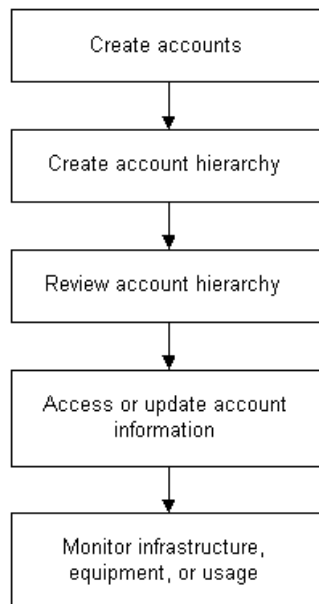 Create accounts
Create account hierarchy
Review account hierarchy
Access or update account
information
Monitor infrastructure,
equipment, or usage